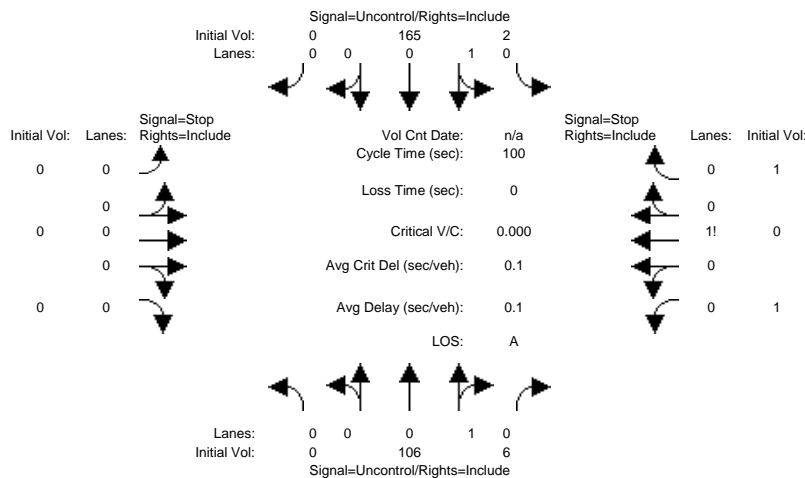 Signal=Uncontrol/Rights=Include
Initial Vol: 0 165 2
Lanes: 0 0 0 1 0
Signal=Stop Signal=Stop
Initial Vol: Lanes: Rights=Include Vol Cnt Date: n/a Rights=Include Lanes: Initial Vol:
Cycle Time (sec): 100
0 0 0 1
Loss Time (sec): 0
0 0
0 0 Critical V/C: 0.000 1! 0
0 Avg Crit Del (sec/veh): 0.1 0
0 0 Avg Delay (sec/veh): 0.1 0 1
LOS: A
Lanes: 0 0 0 1 0
Initial Vol: 0 106 6
Signal=Uncontrol/Rights=Include